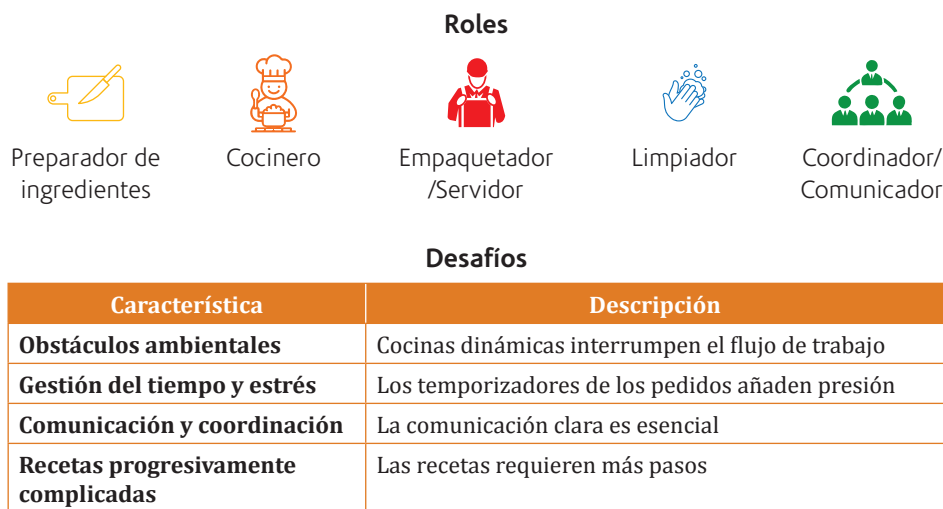 Roles
Preparador de ingredientes
Cocinero
Empaquetador /Servidor
Limpiador
Coordinador/ Comunicador
Desafíos
Característica Descripción
Obstáculos ambientales Cocinas dinámicas interrumpen el flujo de trabajo
Gestión del tiempo y estrés Los temporizadores de los pedidos añaden presión
Comunicación y coordinación La comunicación clara es esencial
Recetas progresivamente complicadas Las recetas requieren más pasos